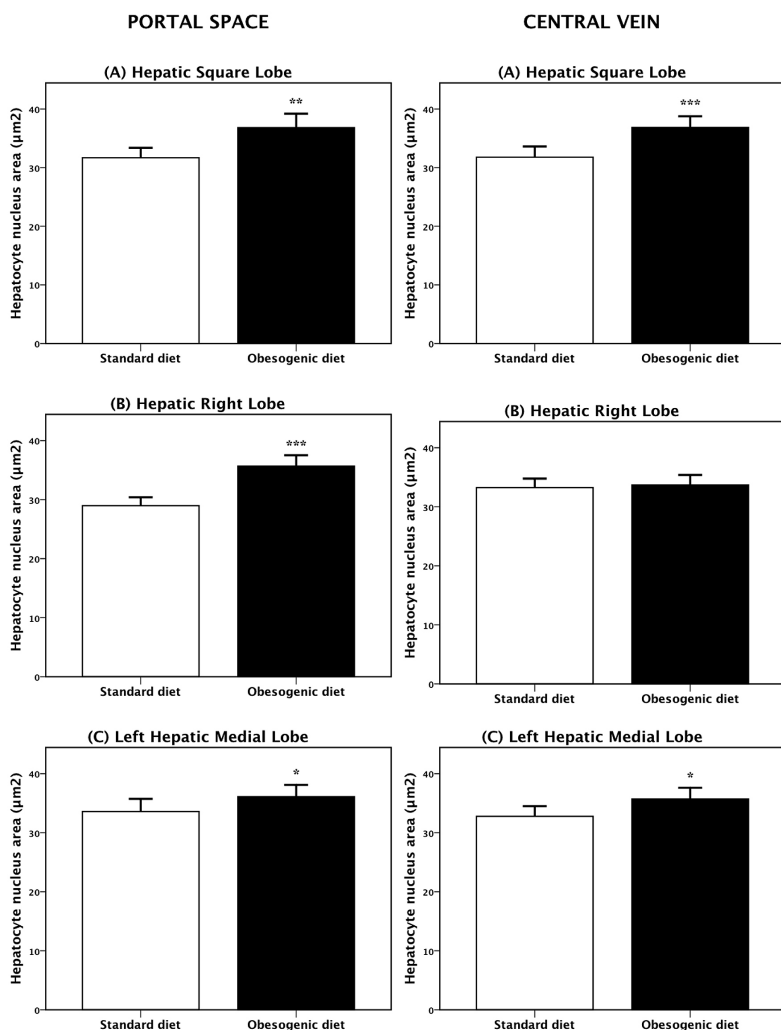 PORTAL SPACE
CENTRAL VEIN
(A) Hepatic Square Lobe
Hepatocyte nucleus area (µm2)
40
30
20
10
0
**
Standard diet
Obesogenic diet
(A) Hepatic Square Lobe
Hepatocyte nucleus area (µm2)
40
30
20
10
0
***
Standard diet
Obesogenic diet
(B) Hepatic Right Lobe
Hepatocyte nucleus area (µm2)
40
30
20
10
0
***
Standard diet
Obesogenic diet
(B) Hepatic Right Lobe
Hepatocyte nucleus area (µm2)
40
30
20
10
0
Standard diet
Obesogenic diet
(C) Left Hepatic Medial Lobe
Hepatocyte nucleus area (µm2)
40
30
20
10
0
*
Standard diet
Obesogenic diet
(C) Left Hepatic Medial Lobe
Hepatocyte nucleus area (µm2)
40
30
20
10
0
*
Standard diet
Obesogenic diet